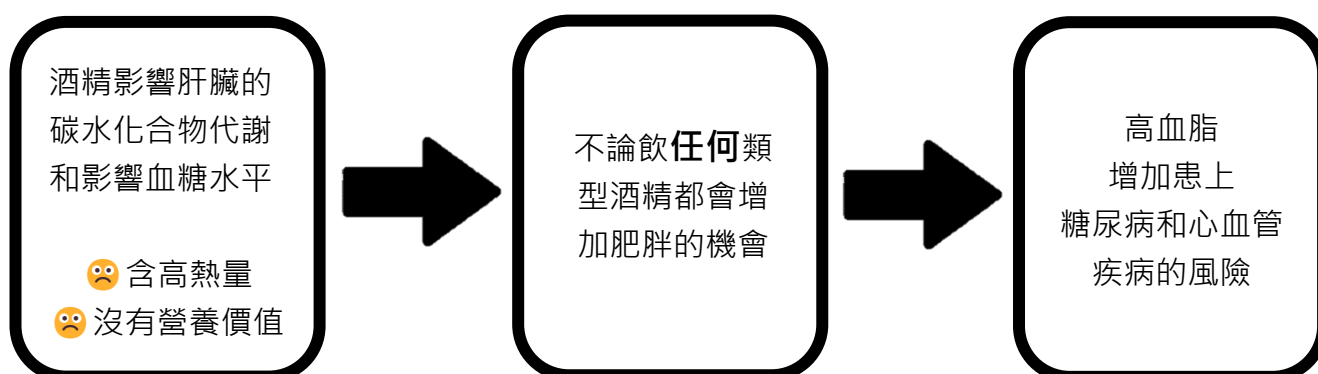 酒精影響肝臟的
碳水化合物代謝
和影響血糖水平
含高熱量
沒有營養價值
不論飲任何類
型酒精都會增
加肥胖的機會
高血脂
增加患上
糖尿病和心血管
疾病的風險